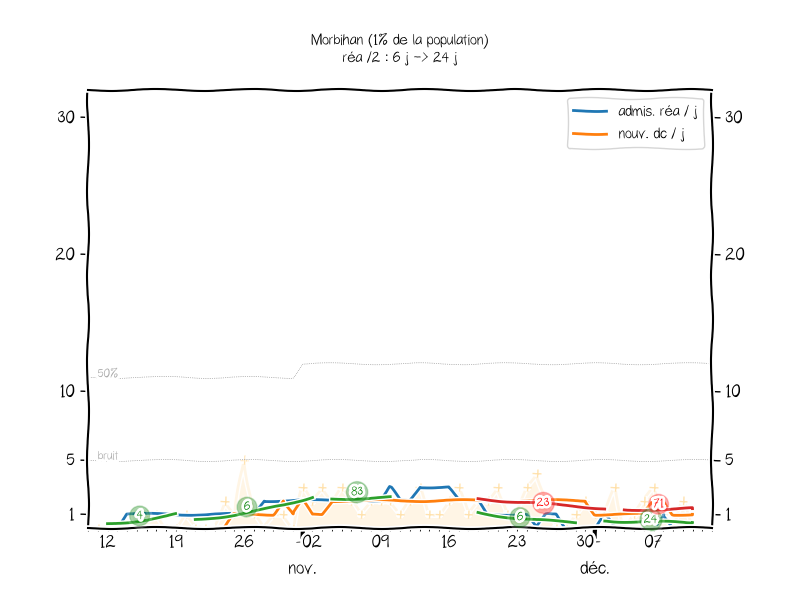 Morbihan (1% de la population)
réa /2 : 6 j -> 24 j
admis. réa / j
nouv. dc / j
30 30
20 20
50%
10 10
bruit
5 5
83
23 71
4 6 6 24
1 1
12 19 26 02 09 16 23 30 07
nov. déc.